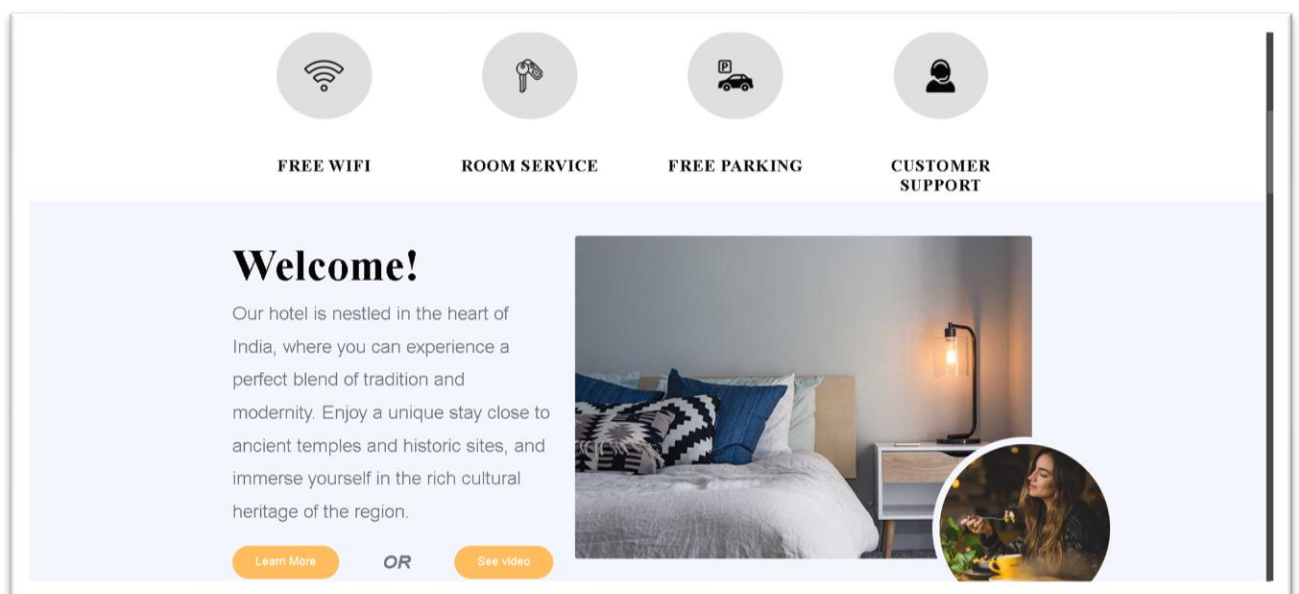 P
FREE WIFI
ROOM SERVICE
FREE PARKING
CUSTOMER
SUPPORT
Welcome!
Our hotel is nestled in the heart of
India, where you can experience a
perfect blend of tradition and
modernity. Enjoy a unique stay close to
ancient temples and historic sites, and
immerse yourself in the rich cultural
heritage of the region.
Learn More
OR
See video